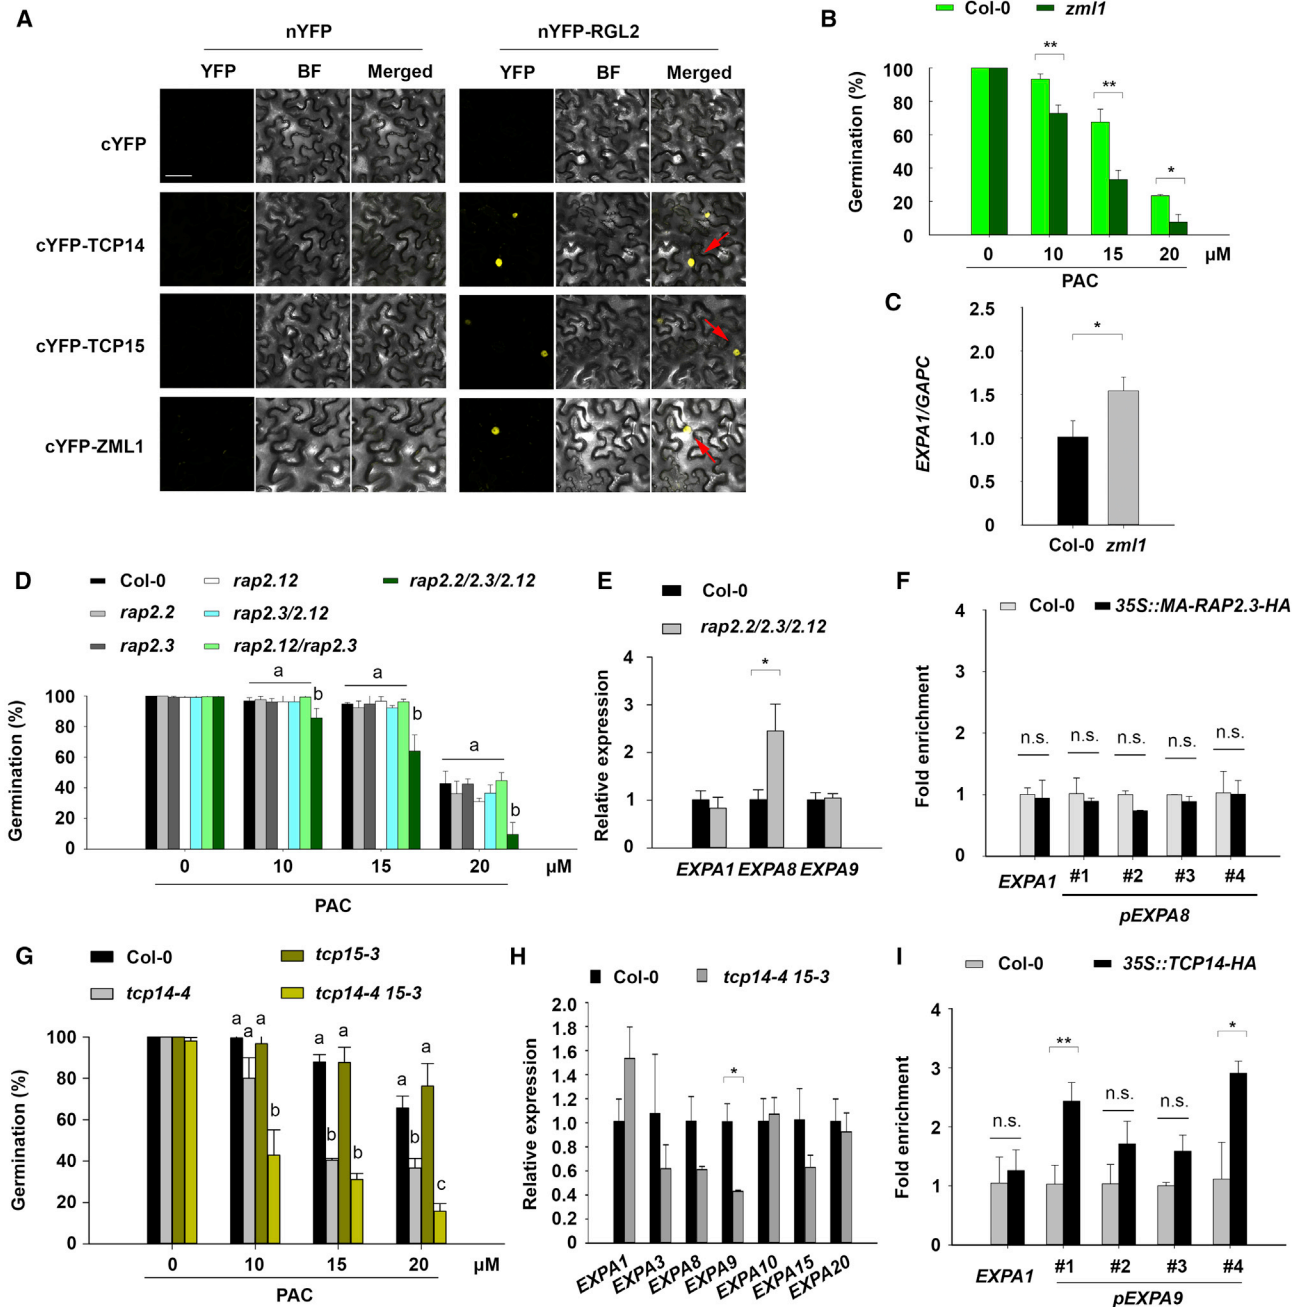 A
nYFP
nYFP-RGL2
YFP BF Merged YFP BF Merged
cYFP
cYFP-TCP14
cYFP-TCP15
cYFP-ZML1
B
Col-0 zml1
Germination (%)
100
80
60
40
20
0
** ** *
0 10 15 20 µM
PAC
C
EXPA1/GAPC
2.5
2.0
1.5
1.0
0.5
0
*
Col-0 zml1
D
Col-0 rap2.12 rap2.2/2.3/2.12
rap2.2 rap2.3/2.12
rap2.3 rap2.12/rap2.3
Germination (%)
100
80
60
40
20
0
a b a b a b
0 10 15 20 µM
PAC
E
Col-0
rap2.2/2.3/2.12
Relative expression
4
3
2
1
0
*
EXPA1 EXPA8 EXPA9
F
Col-0 35S::MA-RAP2.3-HA
Fold enrichment
4
3
2
1
0
n.s. n.s. n.s. n.s. n.s.
EXPA1 #1 #2 #3 #4
pEXPA8
G
Col-0 tcp15-3
tcp14-4 tcp14-4 15-3
Germination (%)
100
80
60
40
20
0
a a a b a b a b a b a c
0 10 15 20 µM
PAC
H
Col-0 tcp14-4 15-3
Relative expression
2.0
1.8
1.6
1.4
1.2
1.0
0.8
0.6
0.4
0.2
0
*
EXPA1 EXPA3 EXPA8 EXPA9 EXPA10 EXPA15 EXPA20
I
Col-0 35S::TCP14-HA
Fold enrichment
4
3
2
1
0
n.s. ** n.s. n.s. *
EXPA1 #1 #2 #3 #4
pEXPA9